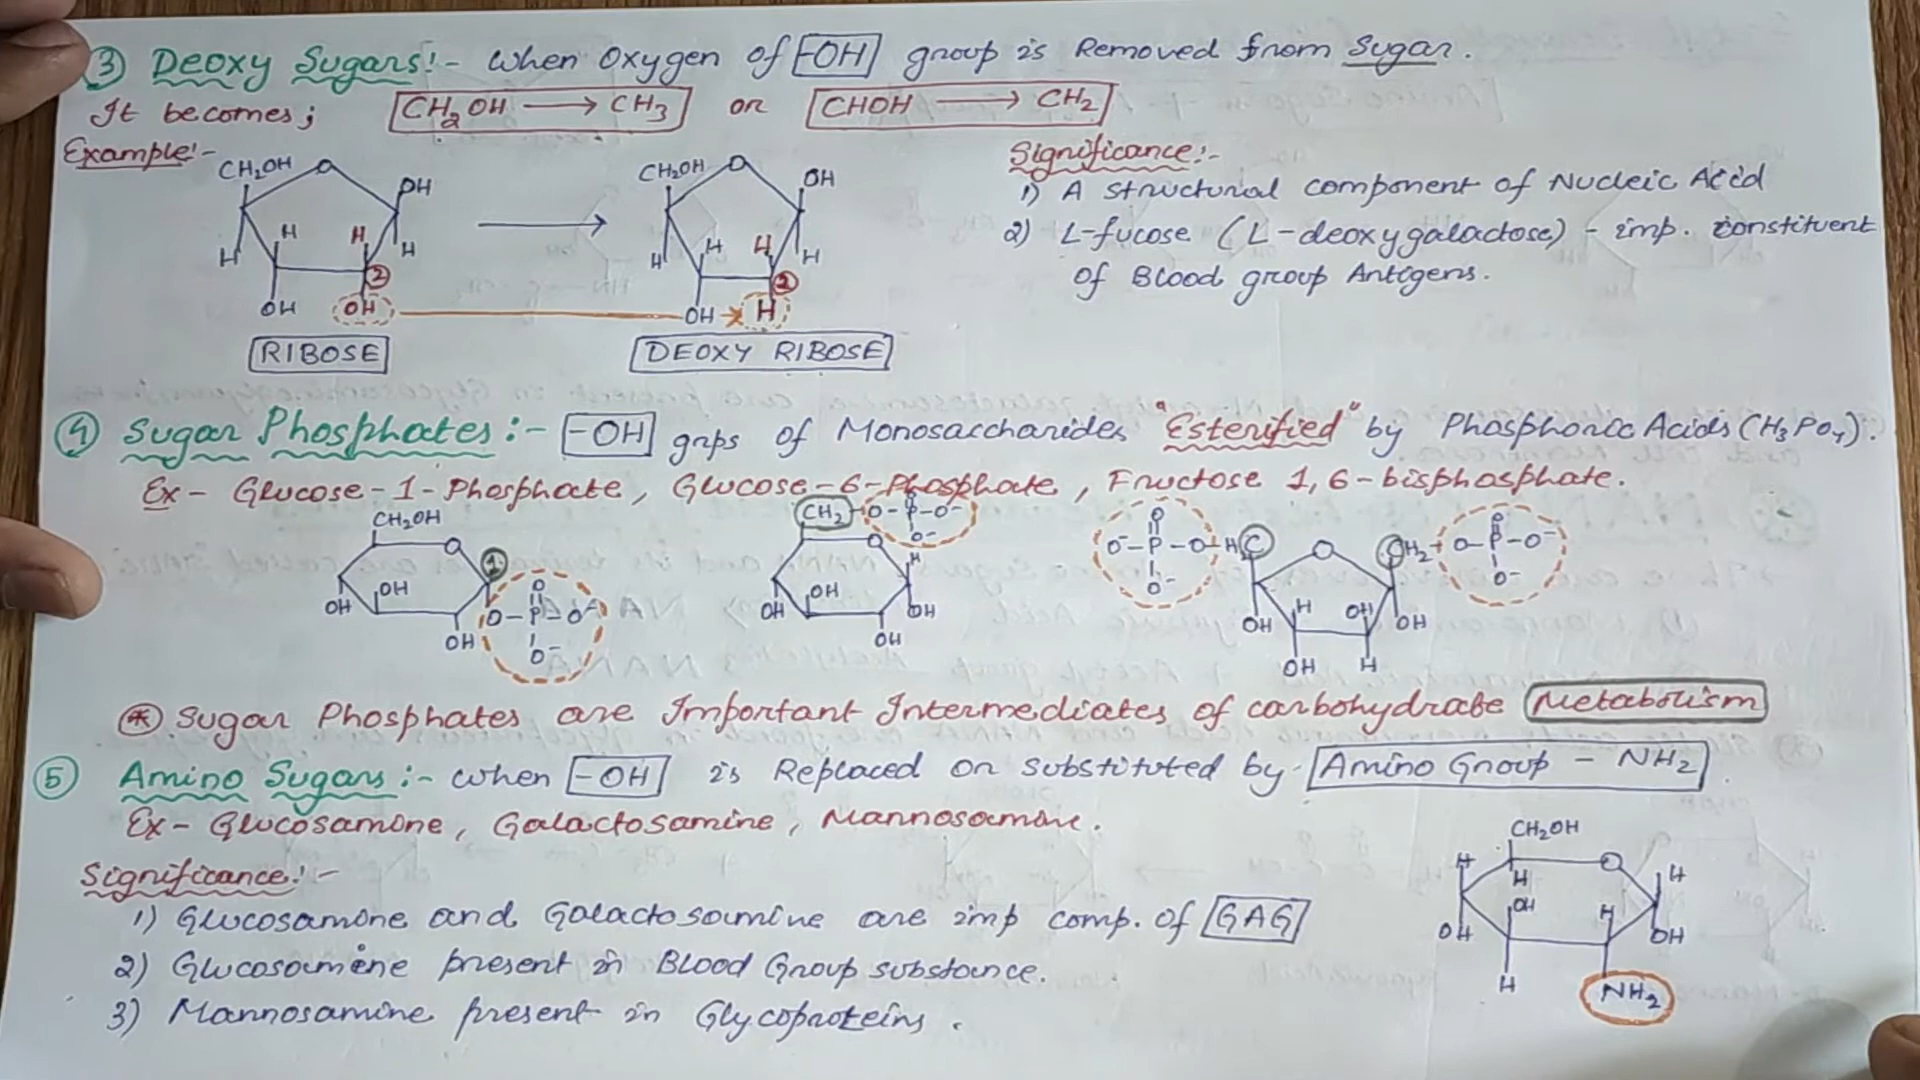 ③ Deoxy Sugars:- When Oxygen of -OH group is Removed from Sugar.
It becomes; CH₂OH → CH₃ or CHOH → CH₂
Example:-
CH₂OH O OH
H H H H
② 
OH OH
RIBOSE
CH₂OH O OH
H H H H
②
OH H
DEOXY RIBOSE
Significance:-
1) A structural component of Nucleic Acid
2) L-fucose (L-deoxygalactose) - imp. constituent
of Blood group Antigens.
④ Sugar Phosphates:- -OH grps of Monosaccharides "Esterified" by Phosphoric Acids (H₃PO₄).
Ex- Glucose-1-Phosphate, Glucose-6-Phosphate, Fructose 1,6-bisphosphate.
CH₂OH
O ①
OH OH OH
O
O-P-O⁻
O⁻
CH₂-O-P-O⁻
O⁻
O H
OH OH OH OH
O
O⁻-P-O-H₂C O CH₂-O-P-O⁻
O⁻ O⁻
OH H OH OH
OH H
⊛ Sugar Phosphates are Important Intermediates of carbohydrate Metabolism
⑤ Amino Sugars:- When -OH is Replaced or substituted by Amino Group - NH₂.
Ex- Glucosamine, Galactosamine, Mannosamine.
Significance:-
1) Glucosamine and Galactosamine are imp comp. of GAG
2) Glucosamine present in Blood Group substance.
3) Mannosamine present in Glycoproteins.
CH₂OH
H O H
H
OH H
OH OH
H NH₂